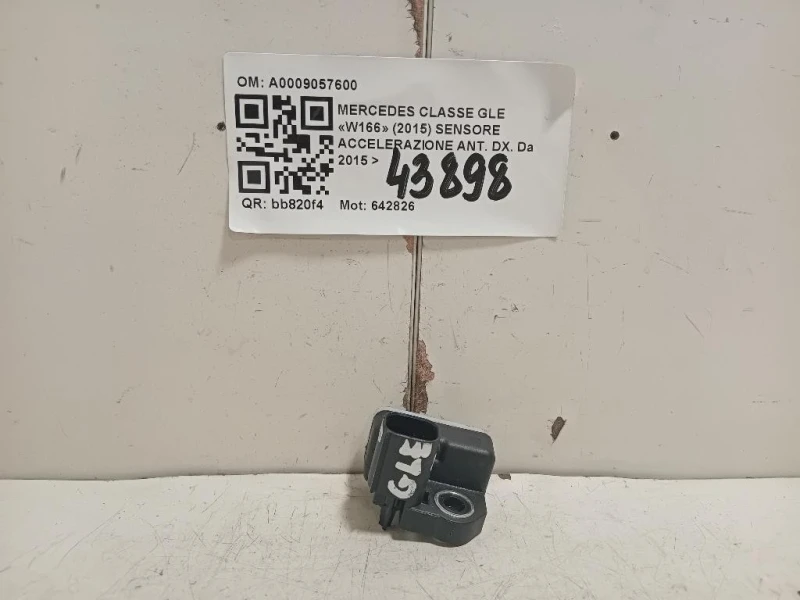 OM: A0009057600
MERCEDES CLASSE GLE
«W166» (2015) SENSORE
ACCELERAZIONE ANT. DX. Da
2015 >
43898
QR: bb820f4 Mot: 642826
GLE